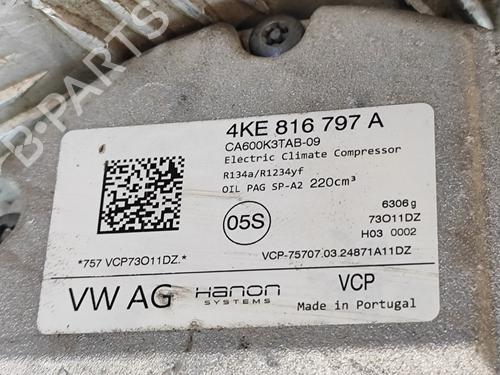 4KE 816 797 A
CA600K3TAB-09
Electric Climate Compressor
R134a/R1234yf
OIL PAG SP-A2 220cm³
6306g
05S
73O11DZ
H03 0002
*757 VCP73O11DZ.*
VCP-75707.03.24871A11DZ
VW AG
Hanon
SYSTEMS
VCP
Made in Portugal